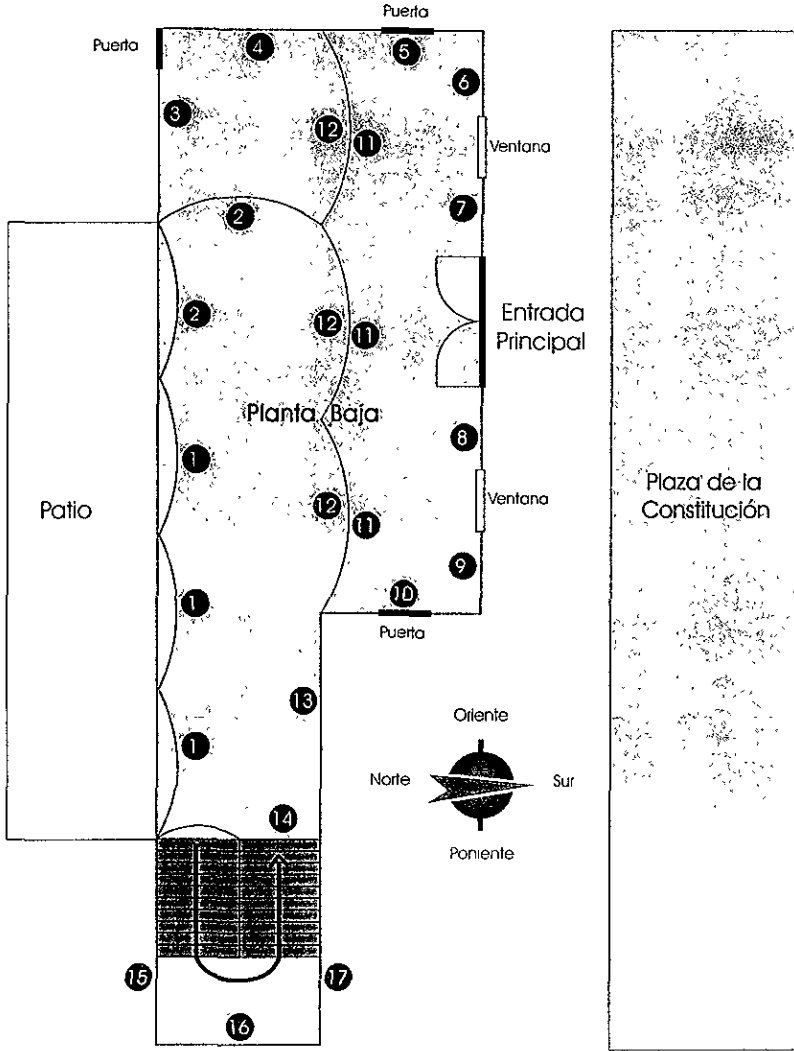 Puerta
Puerta
4
5
6
3
12
11
Ventana
2
7
2
12
11
Entrada
Principal
Planta Baja
8
1
Patio
12
11
Ventana
Plaza de la
Constitución
9
1
10
Puerta
13
Oriente
1
Norte
Sur
14
Poniente
15
17
16